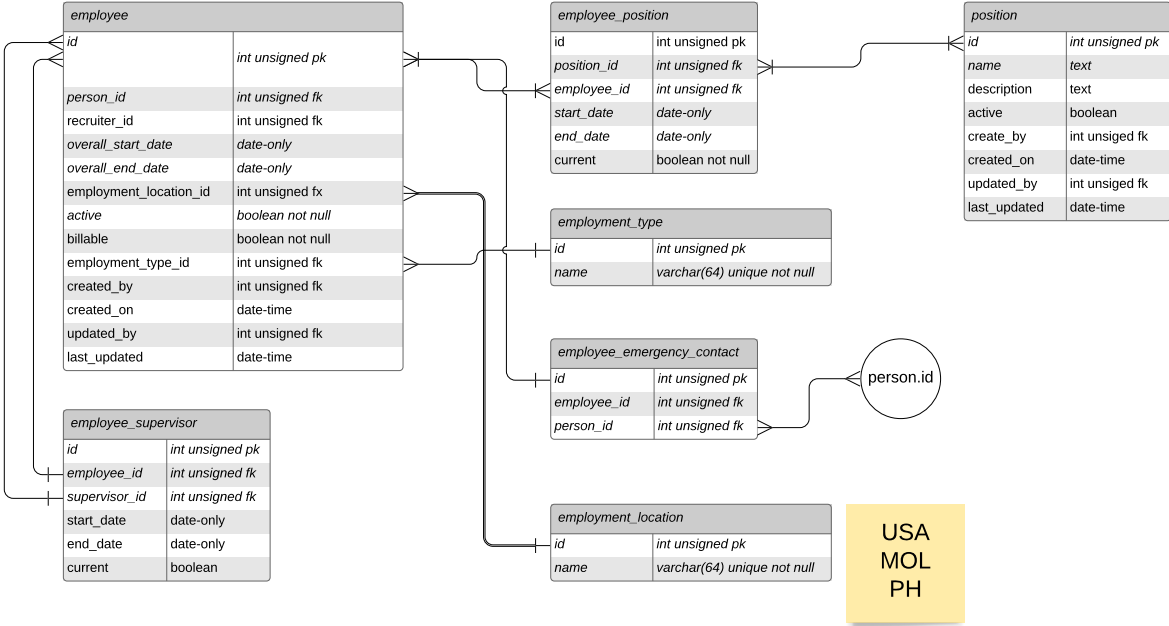 employee
id int unsigned pk
person_id int unsigned fk
recruiter_id int unsigned fk
overall_start_date date-only
overall_end_date date-only
employment_location_id int unsigned fx
active boolean not null
billable boolean not null
employment_type_id int unsigned fk
created_by int unsigned fk
created_on date-time
updated_by int unsigned fk
last_updated date-time
employee_supervisor
id int unsigned pk
employee_id int unsigned fk
supervisor_id int unsigned fk
start_date date-only
end_date date-only
current boolean
employee_position
id int unsigned pk
position_id int unsigned fk
employee_id int unsigned fk
start_date date-only
end_date date-only
current boolean not null
employment_type
id int unsigned pk
name varchar(64) unique not null
employee_emergency_contact
id int unsigned pk
employee_id int unsigned fk
person_id int unsigned fk
person.id
employment_location
id int unsigned pk
name varchar(64) unique not null
USA
MOL
PH
position
id int unsigned pk
name text
description text
active boolean
create_by int unsiged fk
created_on date-time
updated_by int unsiged fk
last_updated date-time